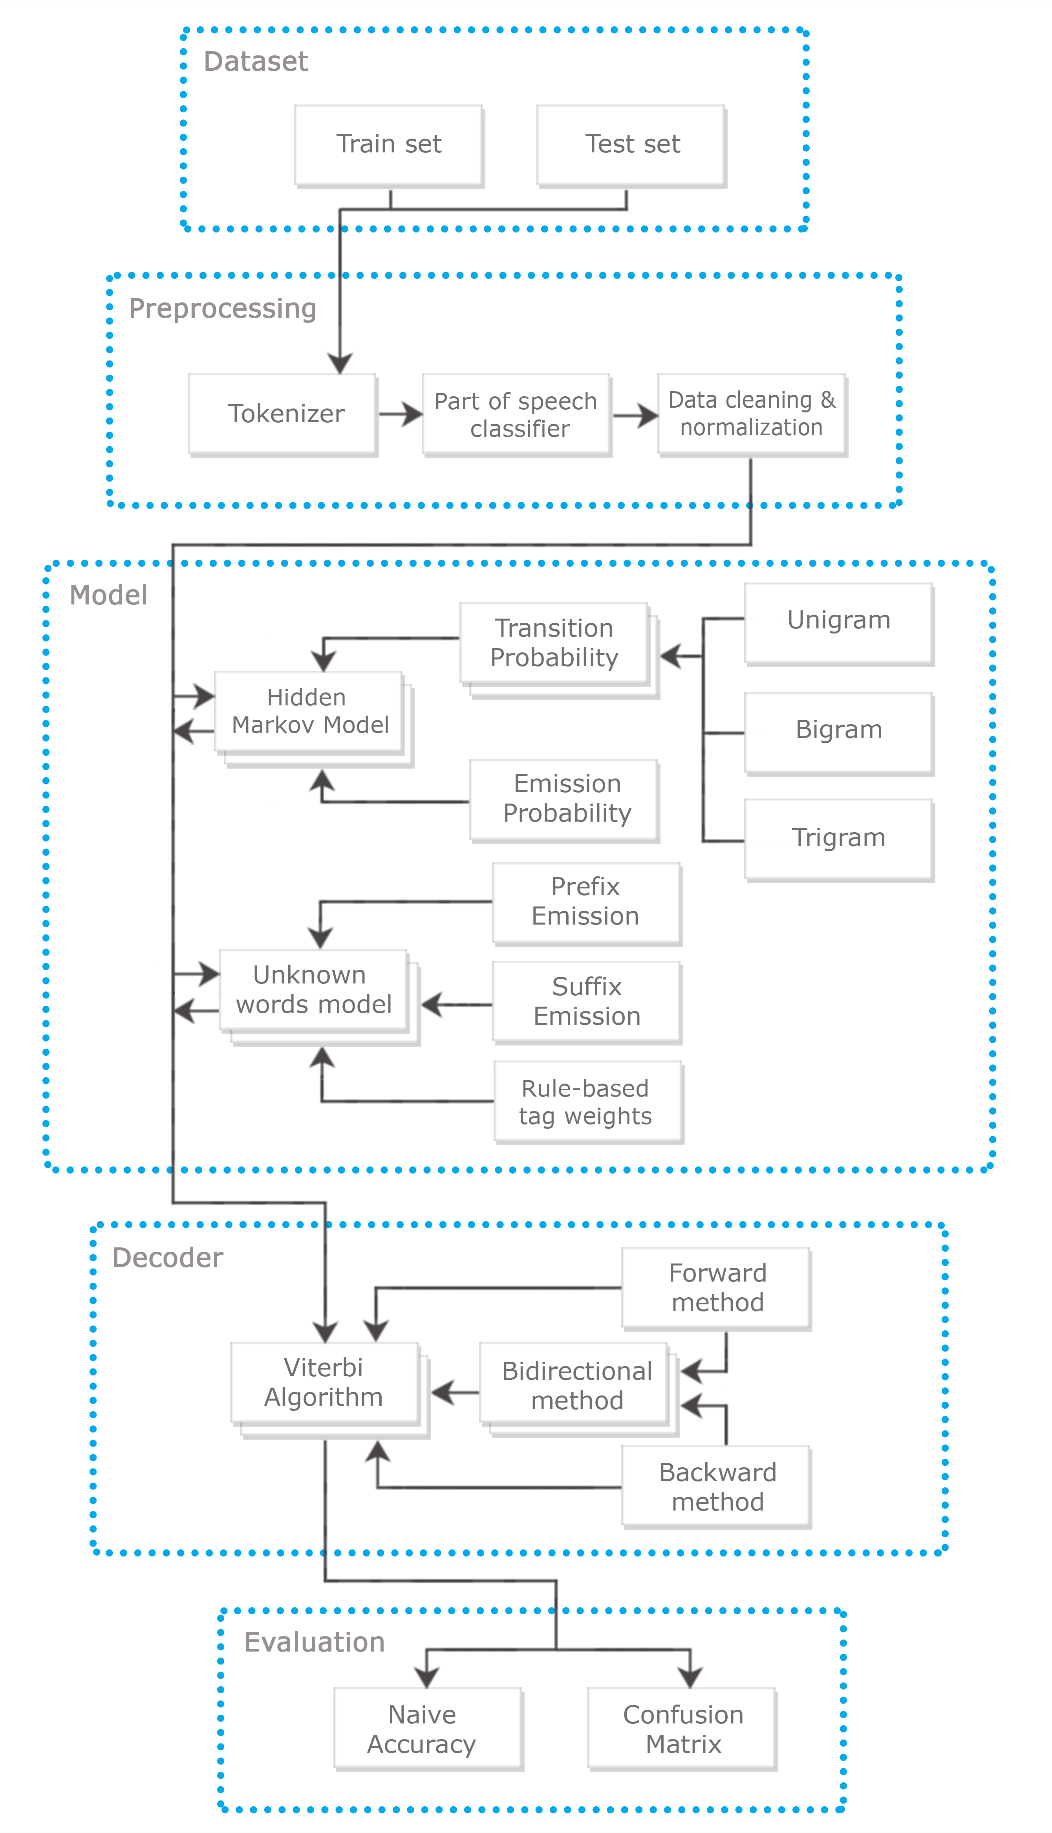 Dataset
Train set
Test set
Preprocessing
Tokenizer
Part of speech
classifier
Data cleaning &
normalization
Model
Transition
Probability
Unigram
Hidden
Markov Model
Bigram
Emission
Probability
Trigram
Prefix
Emission
Unknown
words model
Suffix
Emission
Rule-based
tag weights
Decoder
Forward
method
Viterbi
Algorithm
Bidirectional
method
Backward
method
Evaluation
Naive
Accuracy
Confusion
Matrix